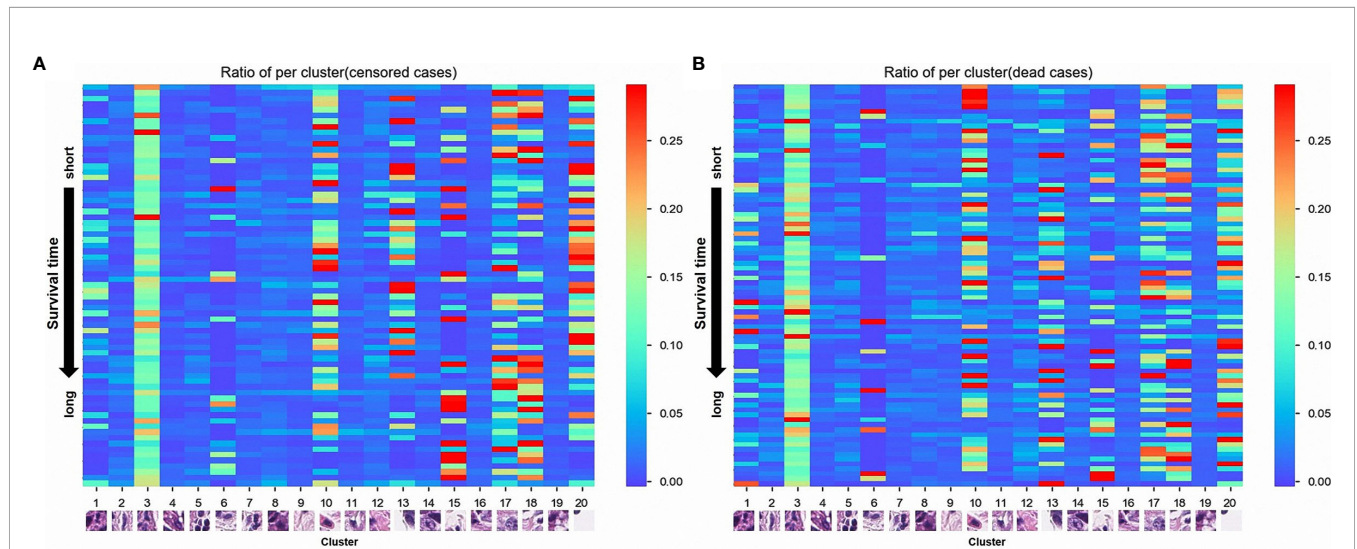 A
Ratio of per cluster(censored cases)
short
Survival time
long
0.25
0.20
0.15
0.10
0.05
0.00
1 2 3 4 5 6 7 8 9 10 11 12 13 14 15 16 17 18 19 20
Cluster
B
Ratio of per cluster(dead cases)
short
Survival time
long
0.25
0.20
0.15
0.10
0.05
0.00
1 2 3 4 5 6 7 8 9 10 11 12 13 14 15 16 17 18 19 20
Cluster